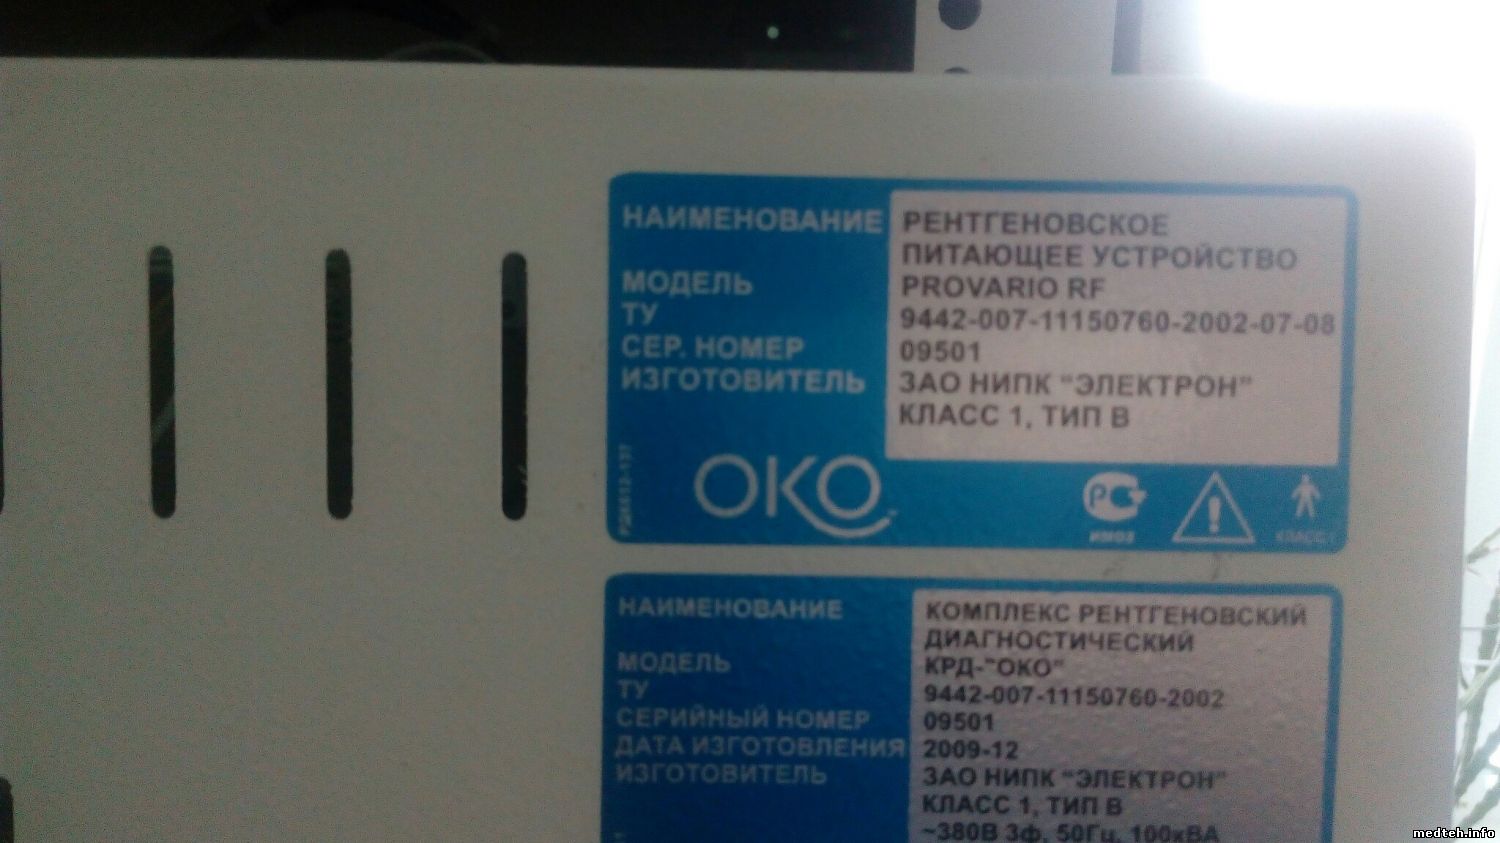 НАИМЕНОВАНИЕ РЕНТГЕНОВСКОЕ
ПИТАЮЩЕЕ УСТРОЙСТВО
МОДЕЛЬ PROVARIO RF
ТУ 9442-007-11150760-2002-07-08
СЕР. НОМЕР 09501
ИЗГОТОВИТЕЛЬ ЗАО НИПК "ЭЛЕКТРОН"
КЛАСС 1, ТИП В
ОКО
РС
ИМ03
КЛАСС I
НАИМЕНОВАНИЕ КОМПЛЕКС РЕНТГЕНОВСКИЙ
ДИАГНОСТИЧЕСКИЙ
МОДЕЛЬ КРД-"ОКО"
ТУ 9442-007-11150760-2002
СЕРИЙНЫЙ НОМЕР 09501
ДАТА ИЗГОТОВЛЕНИЯ 2009-12
ИЗГОТОВИТЕЛЬ ЗАО НИПК "ЭЛЕКТРОН"
КЛАСС 1, ТИП В
~380В 3ф, 50Гц, 100кВА
medteh.info